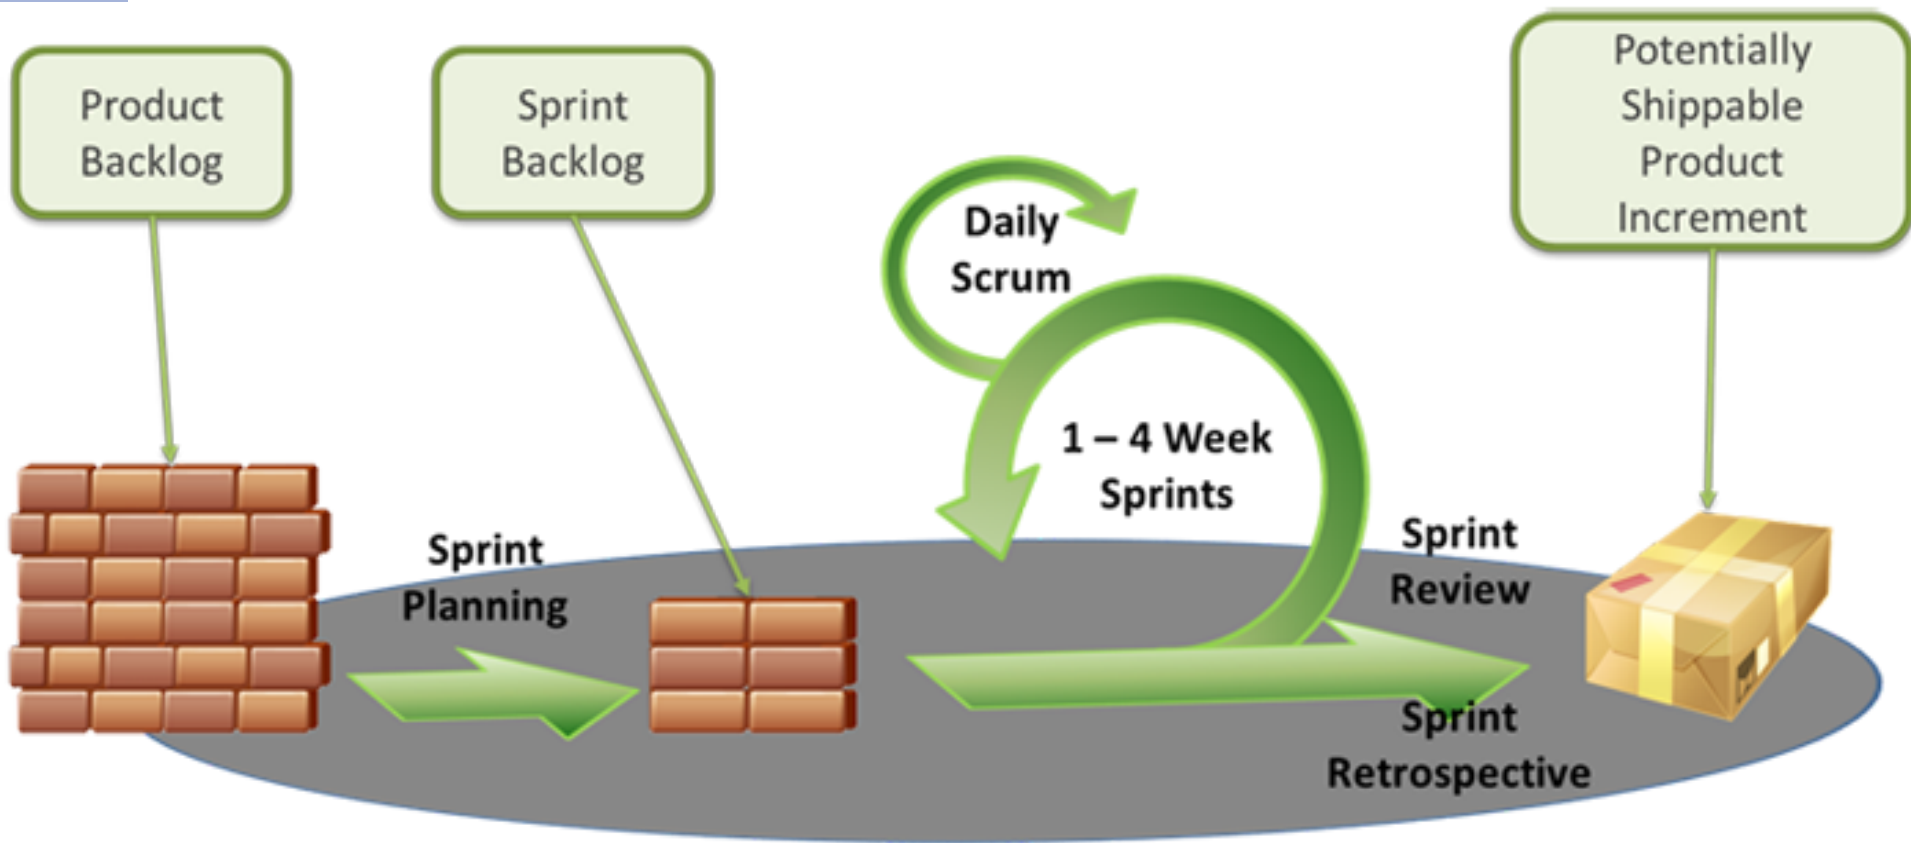 Product
Backlog
Sprint
Backlog
Potentially
Shippable
Product
Increment
Daily
Scrum
1 – 4 Week
Sprints
Sprint
Planning
Sprint
Review
Sprint
Retrospective